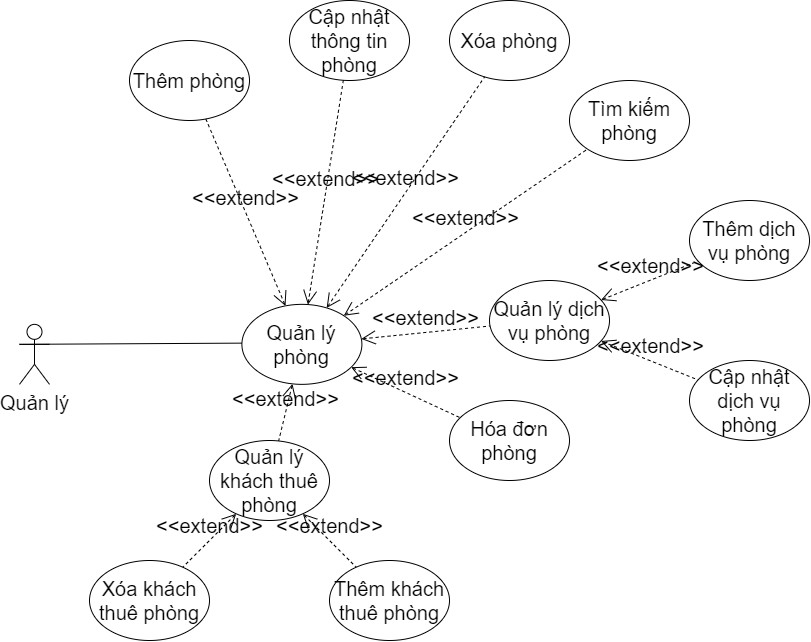 Cập nhật
thông tin
phòng
Xóa phòng
Thêm phòng
Tìm kiếm
phòng
<<extend>>
<<extend>>
<<extend>>
<<extend>>
Thêm dịch
vụ phòng
<<extend>>
Quản lý dịch
vụ phòng
<<extend>>
Quản lý
phòng
<<extend>>
Cập nhật
dịch vụ
phòng
<<extend>>
Quản lý
<<extend>>
Hóa đơn
phòng
Quản lý
khách thuê
phòng
<<extend>>
<<extend>>
Xóa khách
thuê phòng
Thêm khách
thuê phòng